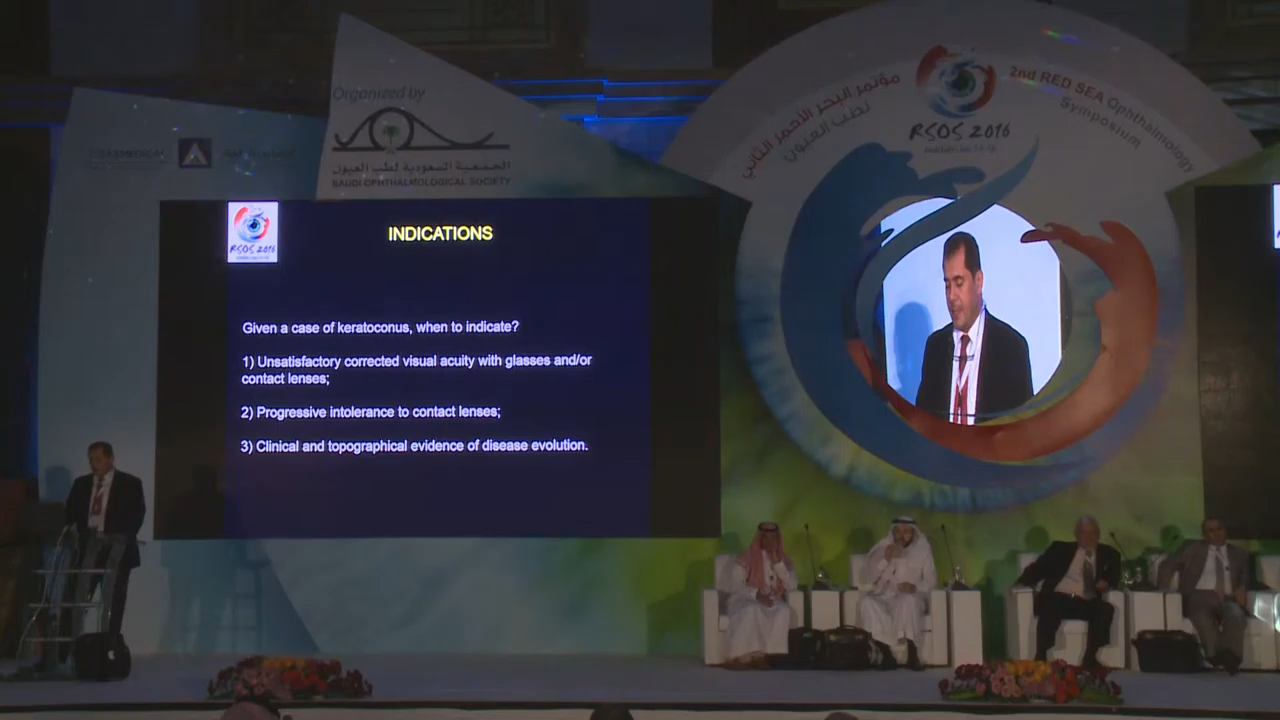 Organized by
الجمعية السعودية لطب العيون
SAUDI OPHTHALMOLOGICAL SOCIETY
مؤتمر البحر الأحمر الثاني
لطب العيون
RSOS 2016
2nd RED SEA Ophthalmology
Symposium
RSOS 2016
INDICATIONS
Given a case of keratoconus, when to indicate?
1) Unsatisfactory corrected visual acuity with glasses and/or
contact lenses;
2) Progressive intolerance to contact lenses;
3) Clinical and topographical evidence of disease evolution.